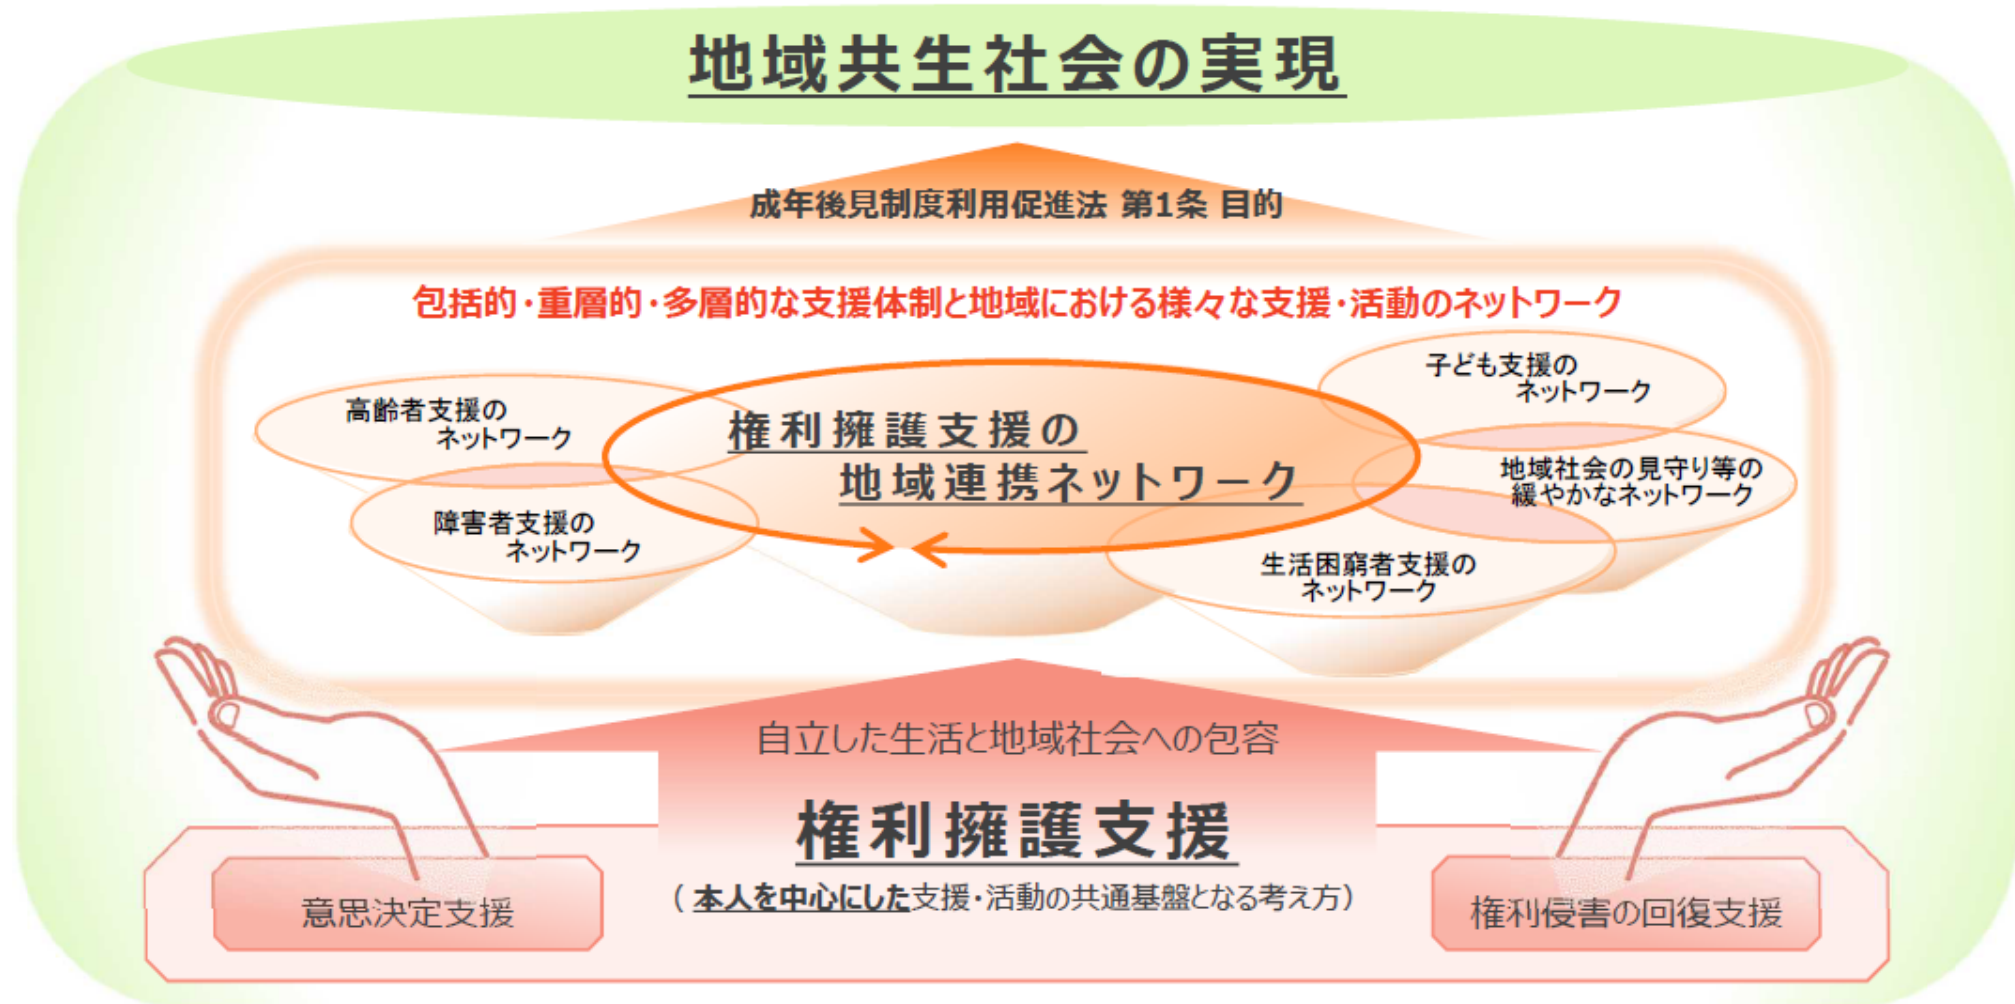 地域共生社会の実現
成年後見制度利用促進法 第1条 目的
包括的・重層的・多層的な支援体制と地域における様々な支援・活動のネットワーク
高齢者支援の
ネットワーク
障害者支援の
ネットワーク
権利擁護支援の
地域連携ネットワーク
子ども支援の
ネットワーク
地域社会の見守り等の
緩やかなネットワーク
生活困窮者支援の
ネットワーク
自立した生活と地域社会への包容
権利擁護支援
（本人を中心にした支援・活動の共通基盤となる考え方）
意思決定支援
権利侵害の回復支援